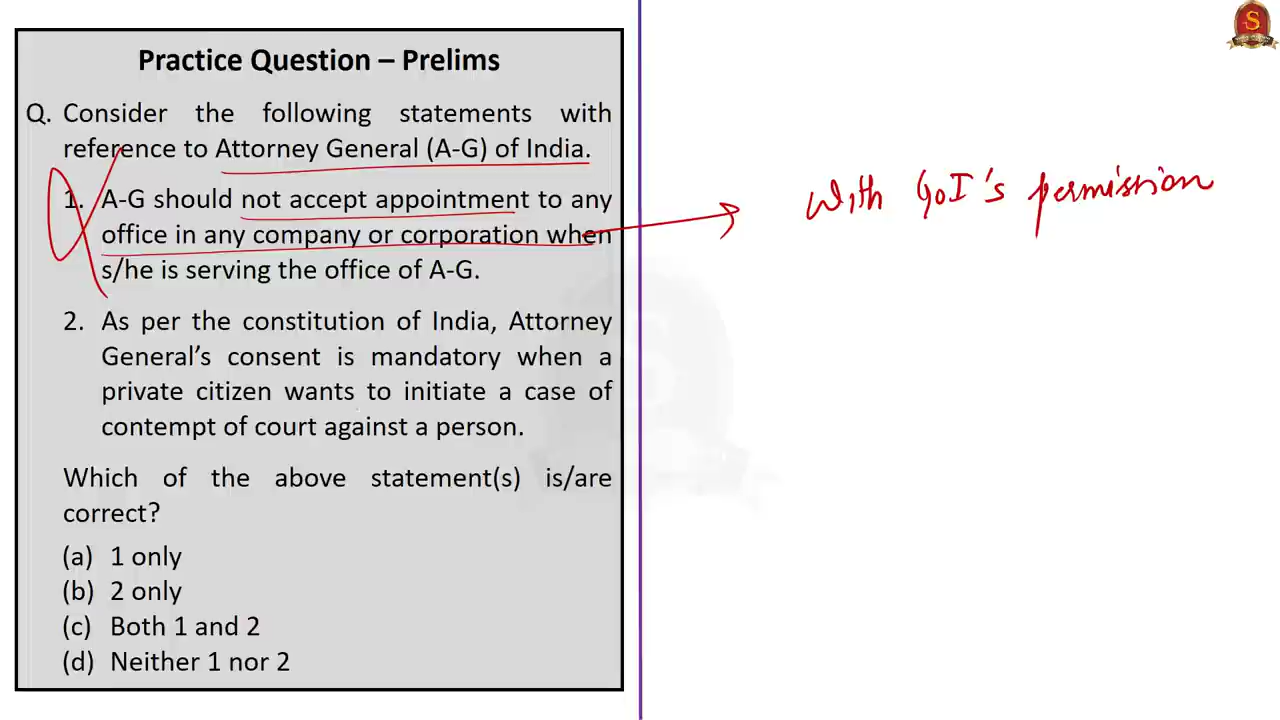 Practice Question – Prelims
Q. Consider the following statements with
reference to Attorney General (A-G) of India.
1. A-G should not accept appointment to any
office in any company or corporation when
s/he is serving the office of A-G.
2. As per the constitution of India, Attorney
General's consent is mandatory when a
private citizen wants to initiate a case of
contempt of court against a person.
Which of the above statement(s) is/are
correct?
(a) 1 only
(b) 2 only
(c) Both 1 and 2
(d) Neither 1 nor 2
With GoI's permission
S